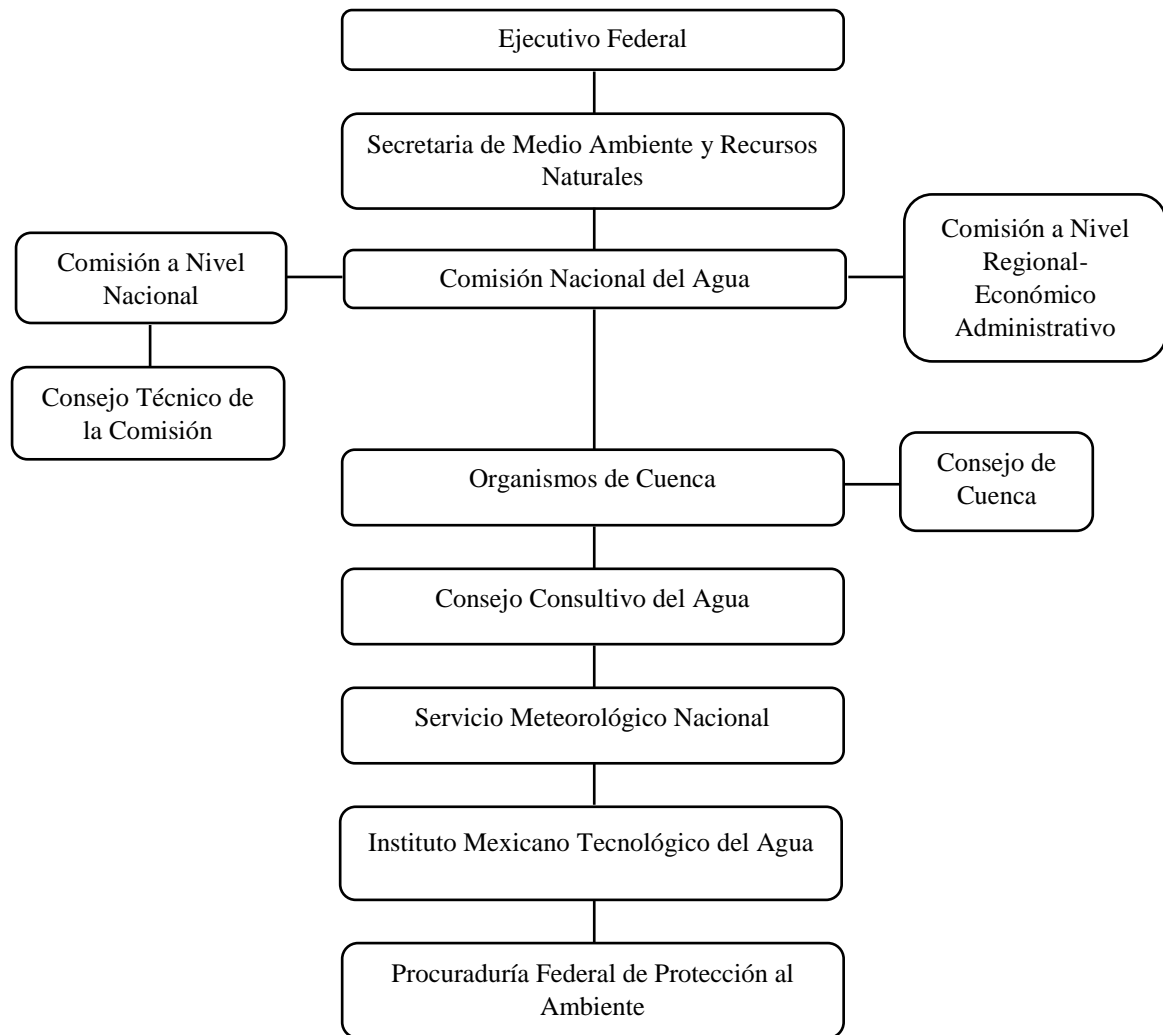 Ejecutivo Federal
Secretaria de Medio Ambiente y Recursos
Naturales
Comisión a Nivel
Nacional
Comisión Nacional del Agua
Comisión a Nivel
Regional-
Económico
Administrativo
Consejo Técnico de
la Comisión
Organismos de Cuenca
Consejo de
Cuenca
Consejo Consultivo del Agua
Servicio Meteorológico Nacional
Instituto Mexicano Tecnológico del Agua
Procuraduría Federal de Protección al
Ambiente